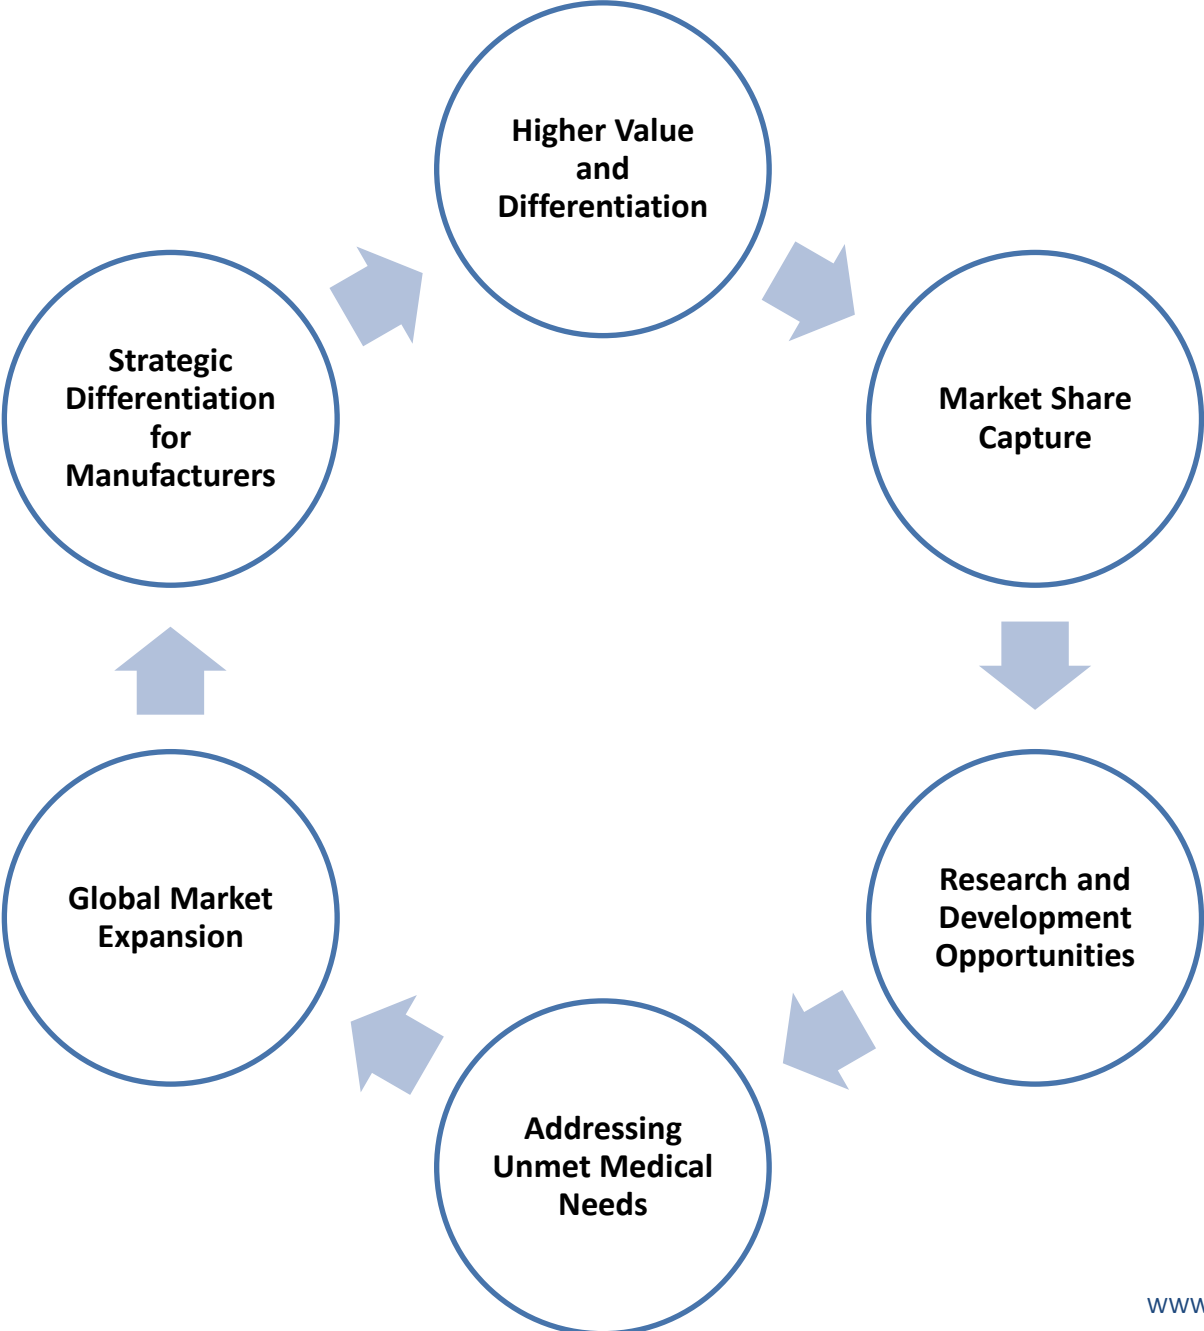 Higher Value
and
Differentiation
Market Share
Capture
Research and
Development
Opportunities
Addressing
Unmet Medical
Needs
Global Market
Expansion
Strategic
Differentiation
for
Manufacturers
www